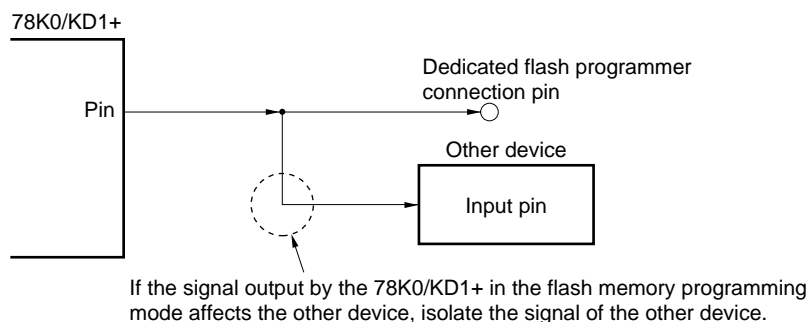 78K0/KD1+
Pin
Dedicated flash programmer
connection pin
Other device
Input pin
If the signal output by the 78K0/KD1+ in the flash memory programming
mode affects the other device, isolate the signal of the other device.